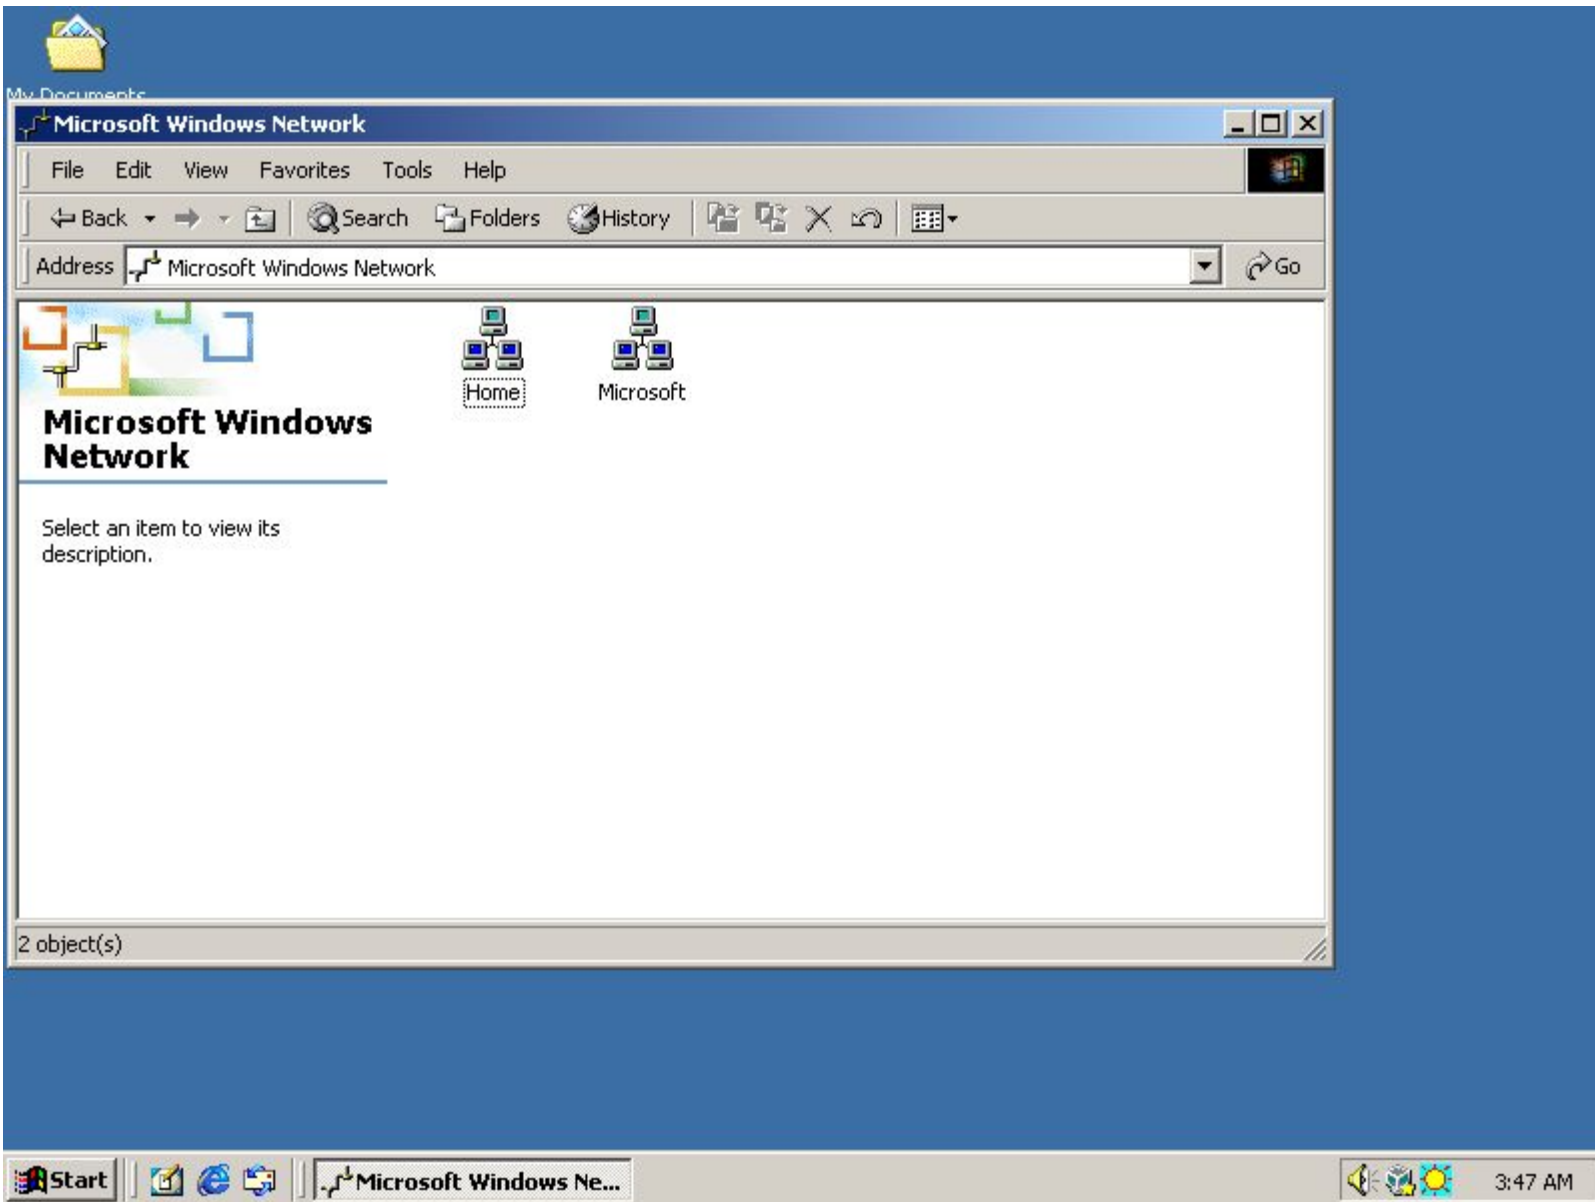 My Documents
Microsoft Windows Network
File Edit View Favorites Tools Help
Back Search Folders History
Address Microsoft Windows Network Go
Home Microsoft
Microsoft Windows
Network
Select an item to view its
description.
2 object(s)
Start Microsoft Windows Ne... 3:47 AM